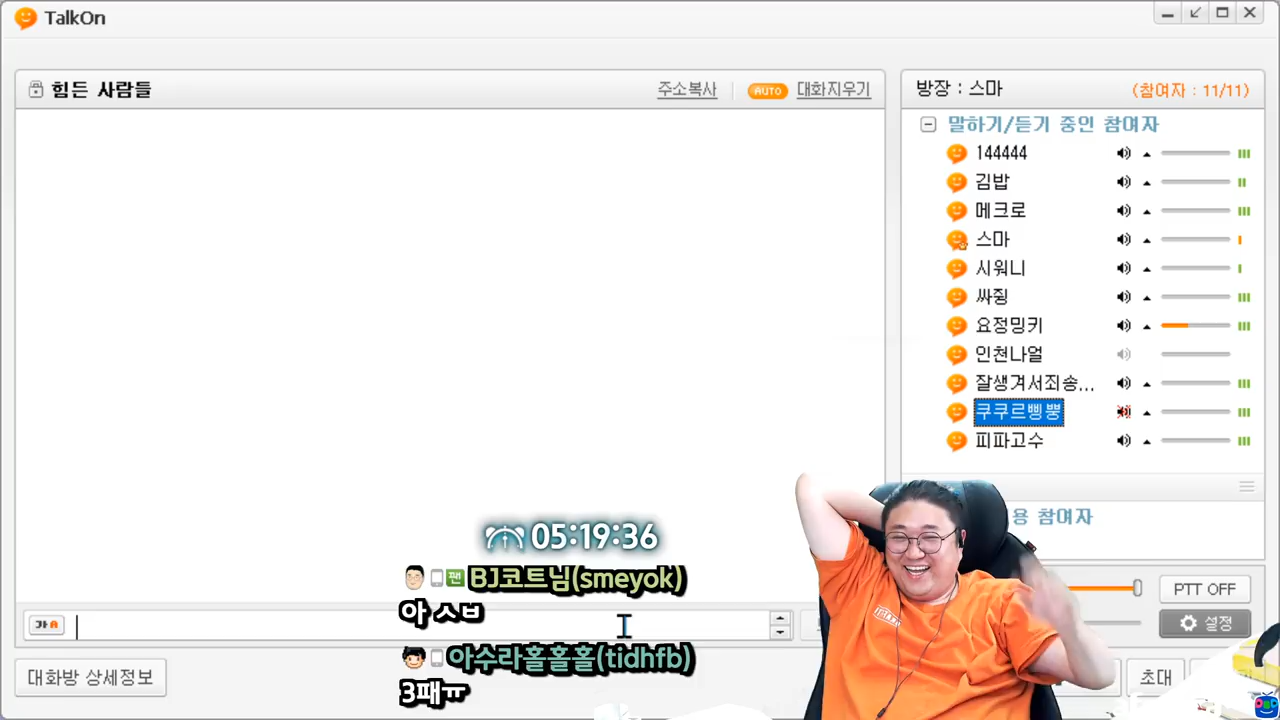 TalkOn
힘든 사람들
주소복사
AUTO 대화지우기
방장 : 스마
(참여자 : 11/11)
말하기/듣기 중인 참여자
144444
김밥
메크로
스마
시워니
싸쥥
요정밍키
인천나얼
잘생겨서죄송...
쿠쿠르삥뽕
피파고수
용 참여자
05:19:36
팬 BJ코트님(smeyok)
아 ㅅㅂ
아수라홀홀홀(tidhfb)
3패ㅠ
가A
PTT OFF
설정
대화방 상세정보
초대